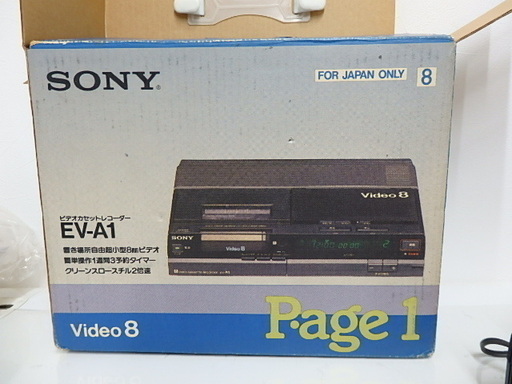 SONY
FOR JAPAN ONLY 8
ビデオカセットレコーダー
EV-A1
置き場所自由超小型8ミリビデオ
簡単操作1週間3予約タイマー
クリーンスロースチル2倍速
Video 8
SONY
Video 8
Page 1
Video 8